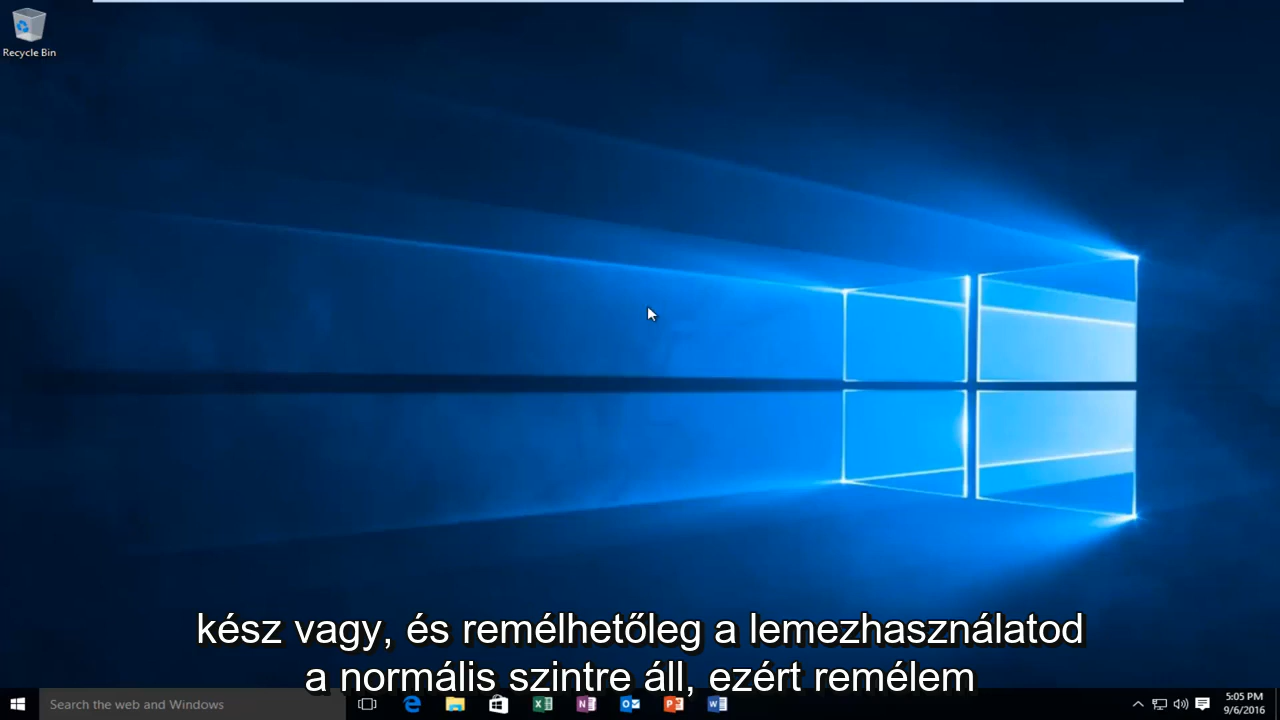 Recycle Bin
kész vagy, és remélhetőleg a lemezhasználatod
a normális szintre áll, ezért remélem
Search the web and Windows
5:05 PM
9/6/2016